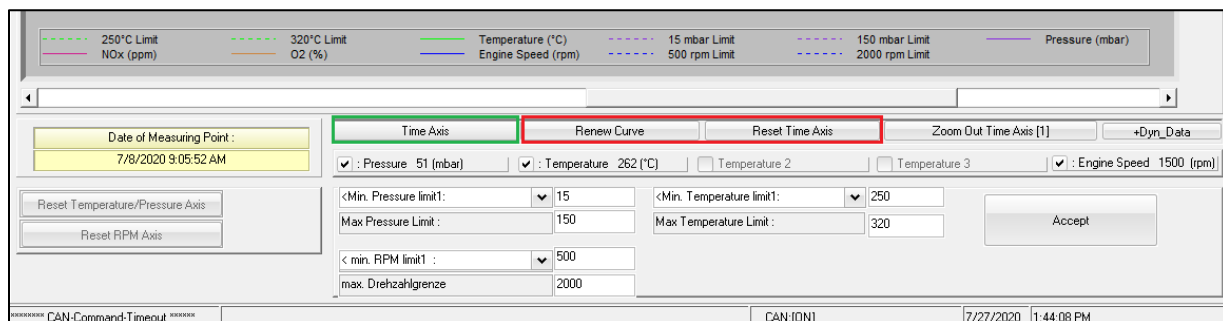 250°C Limit 320°C Limit Temperature (°C) 15 mbar Limit 150 mbar Limit Pressure (mbar)
NOx (ppm) O2 (%) Engine Speed (rpm) 500 rpm Limit 2000 rpm Limit
Date of Measuring Point : Time Axis Renew Curve Reset Time Axis Zoom Out Time Axis [1] +Dyn_Data
7/8/2020 9:05:52 AM : Pressure 51 (mbar) : Temperature 262 (°C) Temperature 2 Temperature 3 : Engine Speed 1500 (rpm)
Reset Temperature/Pressure Axis <Min. Pressure limit1: 15 <Min. Temperature limit1: 250
Max Pressure Limit : 150 Max Temperature Limit : 320 Accept
Reset RPM Axis
< min. RPM limit1 : 500
max. Drehzahlgrenze 2000
******** CAN-Command-Timeout ****** CAN:[ON] 7/27/2020 1:44:08 PM